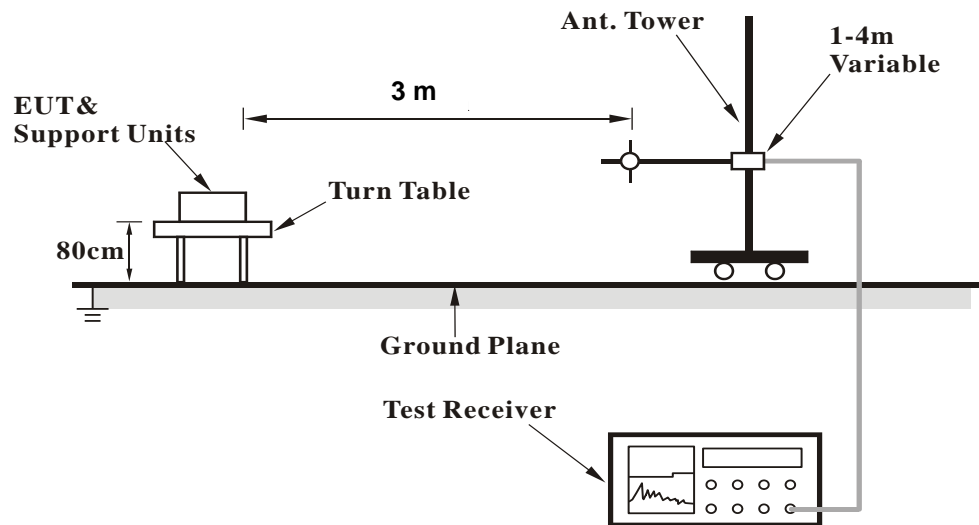 Ant. Tower
1-4m
Variable
3 m
EUT&
Support Units
Turn Table
80cm
Ground Plane
Test Receiver